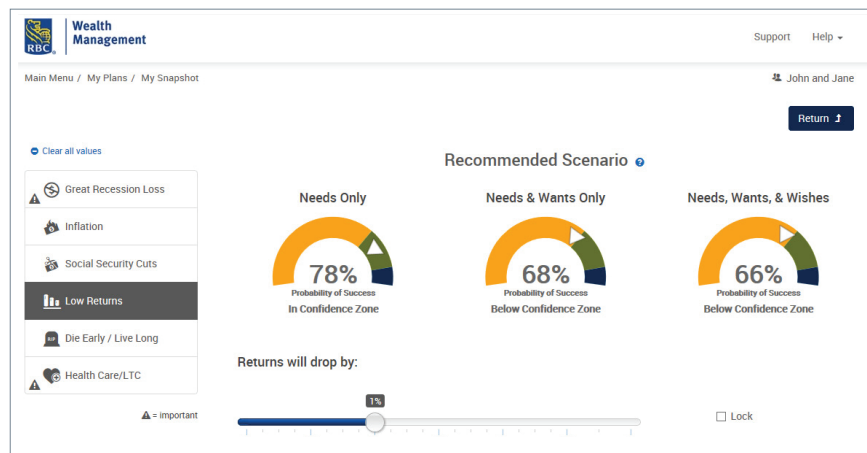 RBC
Wealth
Management
Support Help
Main Menu / My Plans / My Snapshot
John and Jane
Return
Clear all values
Recommended Scenario ?
Great Recession Loss
Inflation
Social Security Cuts
Low Returns
RIP
Die Early / Live Long
Health Care/LTC
! = important
Needs Only
78%
Probability of Success
In Confidence Zone
Needs & Wants Only
68%
Probability of Success
Below Confidence Zone
Needs, Wants, & Wishes
66%
Probability of Success
Below Confidence Zone
Returns will drop by:
1%
Lock